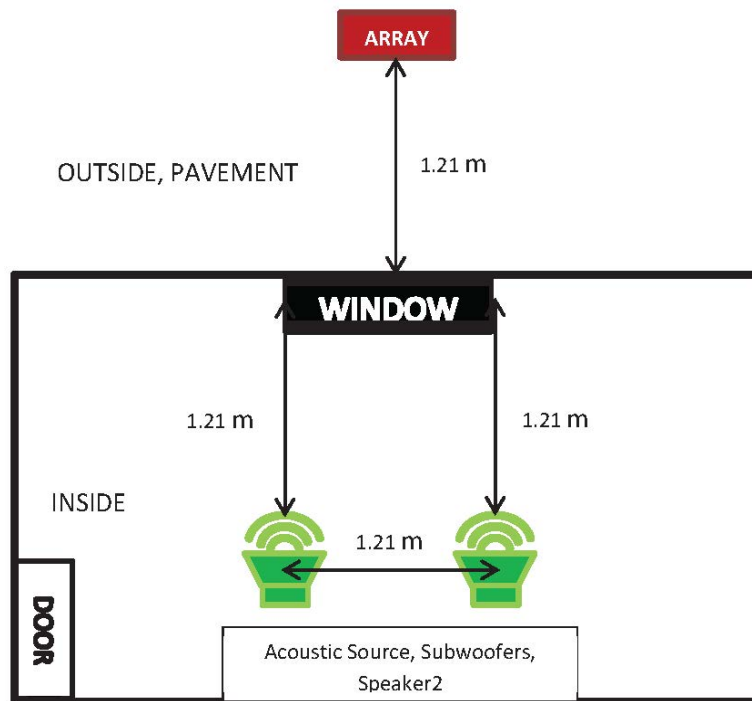 ARRAY
1.21 m
OUTSIDE, PAVEMENT
WINDOW
1.21 m
1.21 m
INSIDE
1.21 m
DOOR
Acoustic Source, Subwoofers,
Speaker2